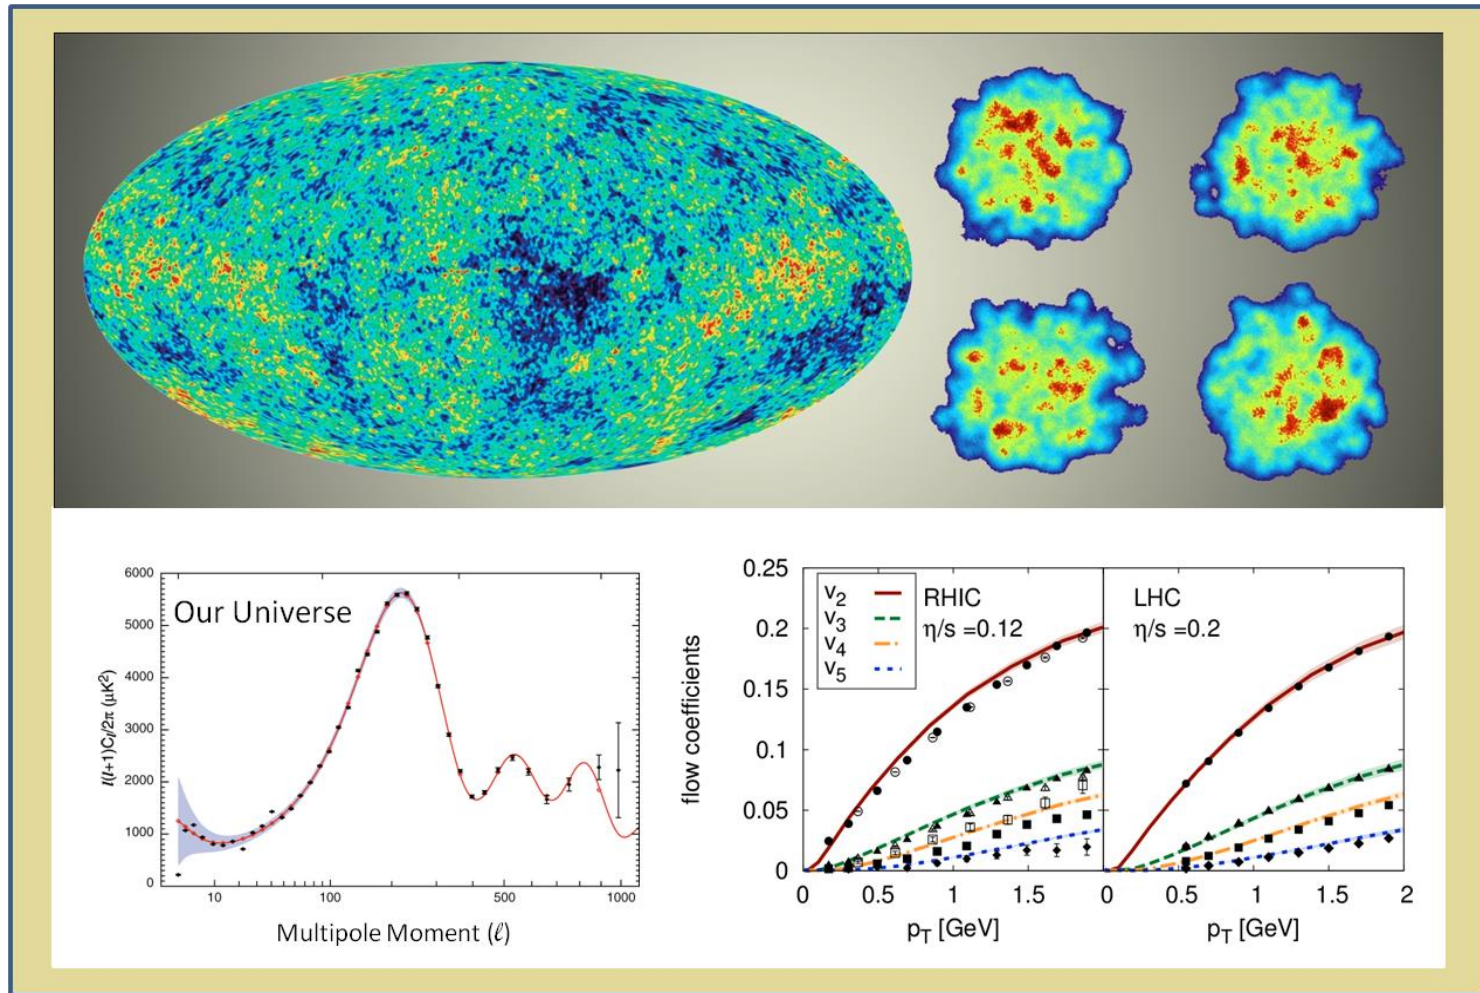 6000
5000
4000
3000
2000
1000
0
Our Universe
l(l+1)Cl/2π (μK²)
10 100 500 1000
Multipole Moment (ℓ)
0.25
0.2
0.15
0.1
0.05
0
flow coefficients
v2
v3
v4
v5
RHIC
η/s =0.12
LHC
η/s =0.2
0 0.5 1 1.5 0 0.5 1 1.5 2
pT [GeV] pT [GeV]